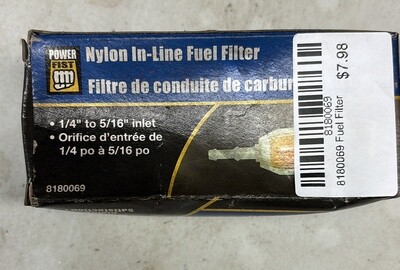 POWER
FIST
Nylon In-Line Fuel Filter
Filtre de conduite de carbur
• 1/4" to 5/16" inlet
• Orifice d'entrée de
1/4 po à 5/16 po
8180069
8180069
8180069 Fuel Filter
$7.98